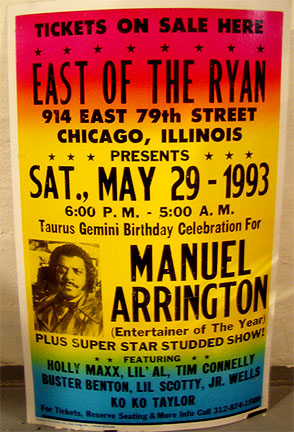 TICKETS ON SALE HERE
EAST OF THE RYAN
914 EAST 79th STREET
CHICAGO, ILLINOIS
PRESENTS
SAT., MAY 29 - 1993
6:00 P. M. - 5:00 A. M.
Taurus Gemini Birthday Celebration For
MANUEL
ARRINGTON
(Entertainer of The Year)
PLUS SUPER STAR STUDDED SHOW!
FEATURING
HOLLY MAXX, LIL' AL, TIM CONNELLY
BUSTER BENTON, LIL SCOTTY, JR. WELLS
KO KO TAYLOR
For Tickets, Reserve Seating & More Info Call 312-874-1500